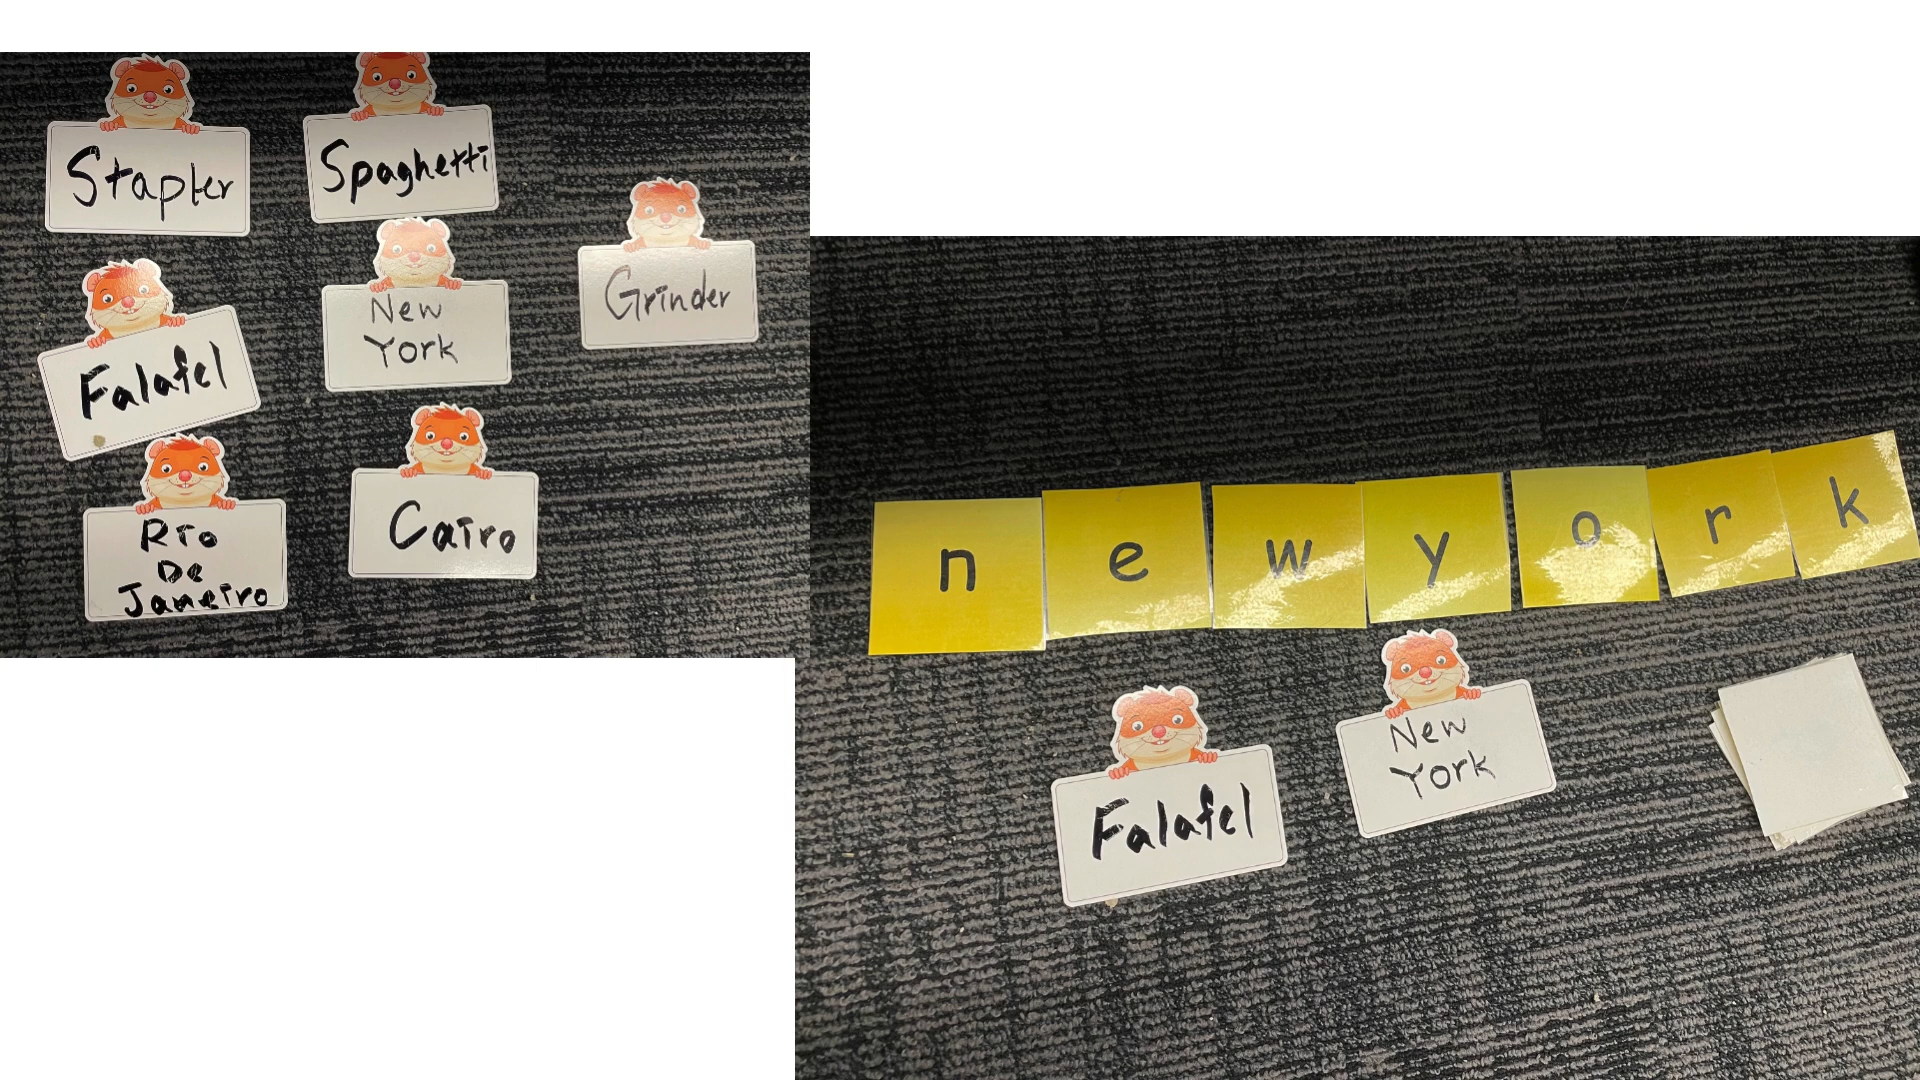 Stapler
Spaghetti
Grinder
New
York
Falafel
Cairo
Rio
De
Janeiro
n e w y o r k
New
York
Falafel